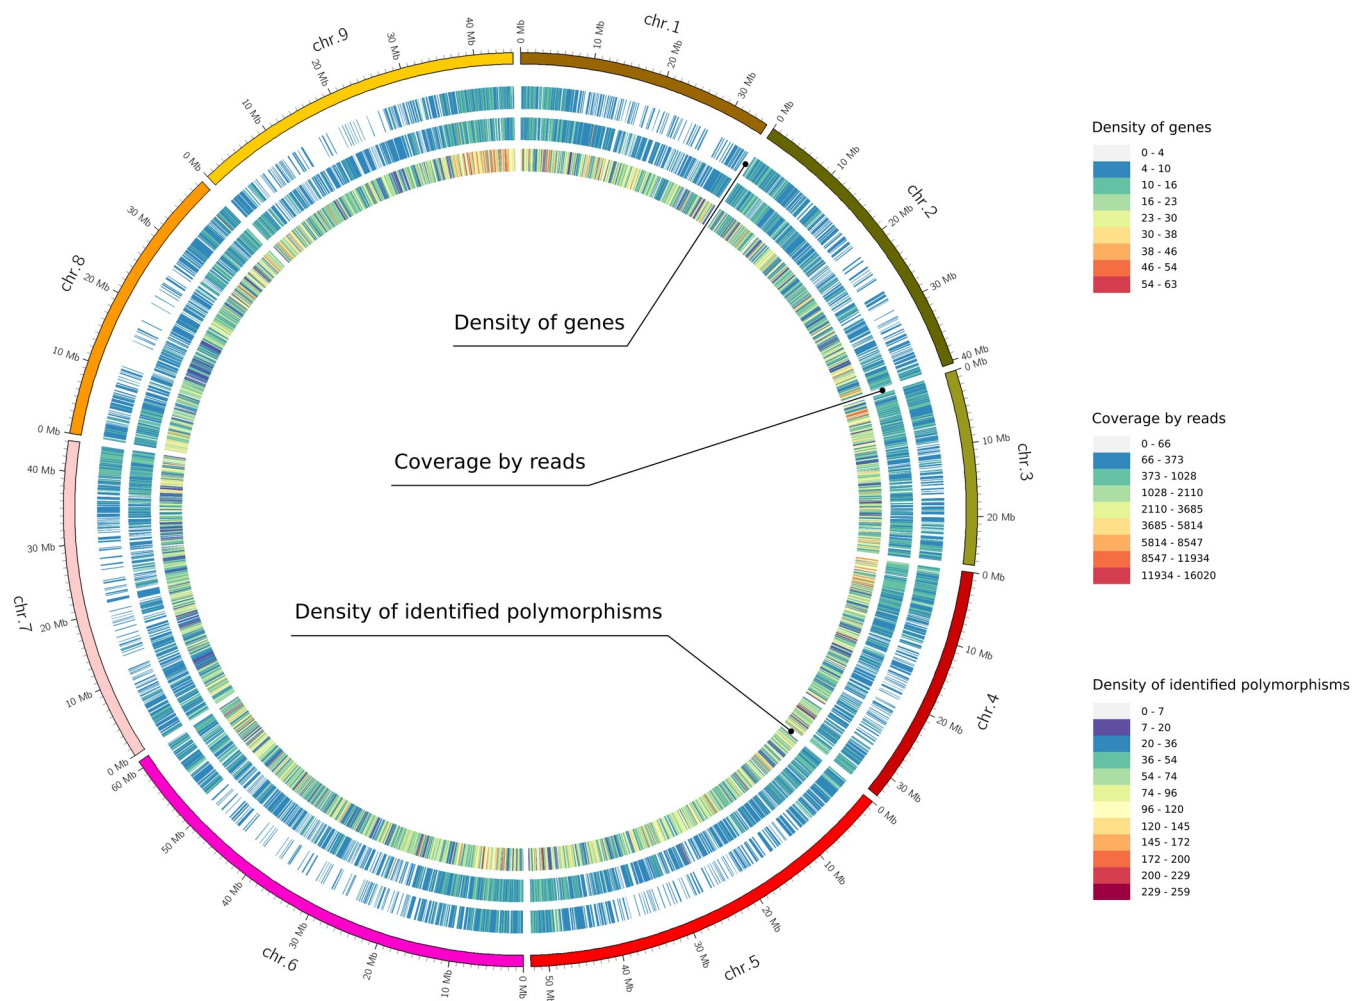 chr.1
0 Mb
10 Mb
20 Mb
30 Mb
chr.2
0 Mb
10 Mb
20 Mb
30 Mb
40 Mb
chr.3
0 Mb
10 Mb
20 Mb
chr.4
0 Mb
10 Mb
20 Mb
30 Mb
chr.5
0 Mb
10 Mb
20 Mb
30 Mb
40 Mb
50 Mb
chr.6
0 Mb
10 Mb
20 Mb
30 Mb
40 Mb
50 Mb
60 Mb
chr.7
0 Mb
10 Mb
20 Mb
30 Mb
40 Mb
chr.8
0 Mb
10 Mb
20 Mb
30 Mb
chr.9
0 Mb
10 Mb
20 Mb
30 Mb
40 Mb
Density of genes
Coverage by reads
Density of identified polymorphisms
Density of genes
0 - 4
4 - 10
10 - 16
16 - 23
23 - 30
30 - 38
38 - 46
46 - 54
54 - 63
Coverage by reads
0 - 66
66 - 373
373 - 1028
1028 - 2110
2110 - 3685
3685 - 5814
5814 - 8547
8547 - 11934
11934 - 16020
Density of identified polymorphisms
0 - 7
7 - 20
20 - 36
36 - 54
54 - 74
74 - 96
96 - 120
120 - 145
145 - 172
172 - 200
200 - 229
229 - 259